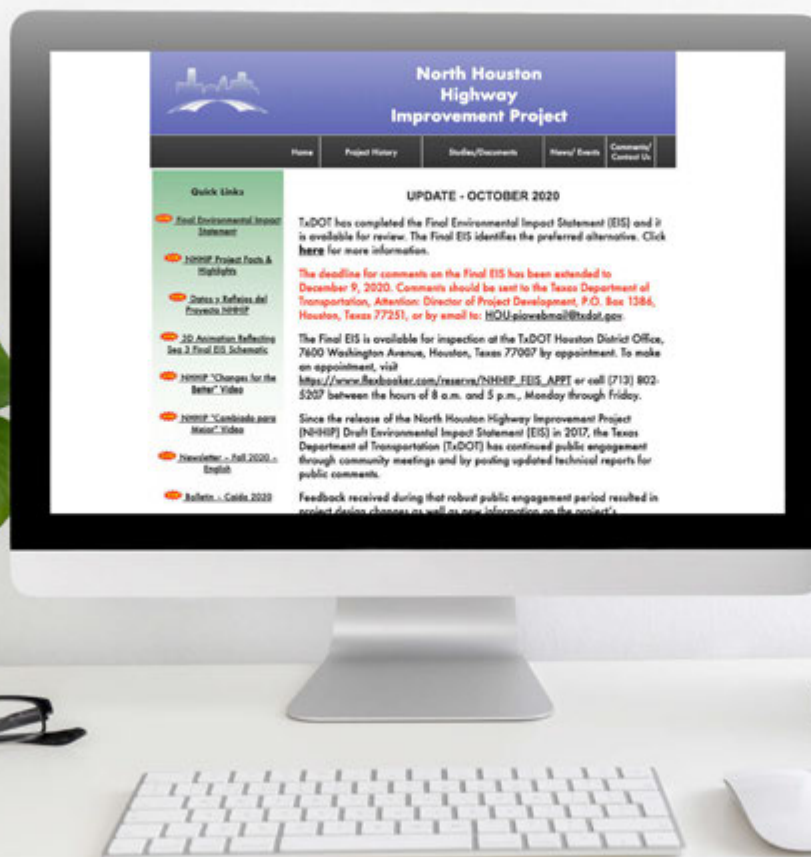 North Houston
Highway
Improvement Project
Home
Project History
Studies/Documents
News/ Events
Comments/
Contact Us
Quick Links
Final Environmental Impact
Statement
NHHIP Project Facts &
Highlights
Datos y Reflejos del
Proyecto NHHIP
3D Animation Reflecting
Seg 3 Final EIS Schematic
NHHIP "Changes for the
Better" Video
NHHIP "Cambiado para
Mejor" Video
Newsletter – Fall 2020 –
English
Bulletin – Caída 2020
UPDATE - OCTOBER 2020
TxDOT has completed the Final Environmental Impact Statement (EIS) and it
is available for review. The Final EIS identifies the preferred alternative. Click
here for more information.
The deadline for comments on the Final EIS has been extended to
December 9, 2020. Comments should be sent to the Texas Department of
Transportation, Attention: Director of Project Development, P.O. Box 1386,
Houston, Texas 77251, or by email to: HOU-piowebmail@txdot.gov.
The Final EIS is available for inspection at the TxDOT Houston District Office,
7600 Washington Avenue, Houston, Texas 77007 by appointment. To make
an appointment, visit
https://www.flexbooker.com/reserve/NHHIP_FEIS_APPT or call (713) 802-
5207 between the hours of 8 a.m. and 5 p.m., Monday through Friday.
Since the release of the North Houston Highway Improvement Project
(NHHIP) Draft Environmental Impact Statement (EIS) in 2017, the Texas
Department of Transportation (TxDOT) has continued public engagement
through community meetings and by posting updated technical reports for
public comments.
Feedback received during that robust public engagement period resulted in
project design changes as well as new information on the project's